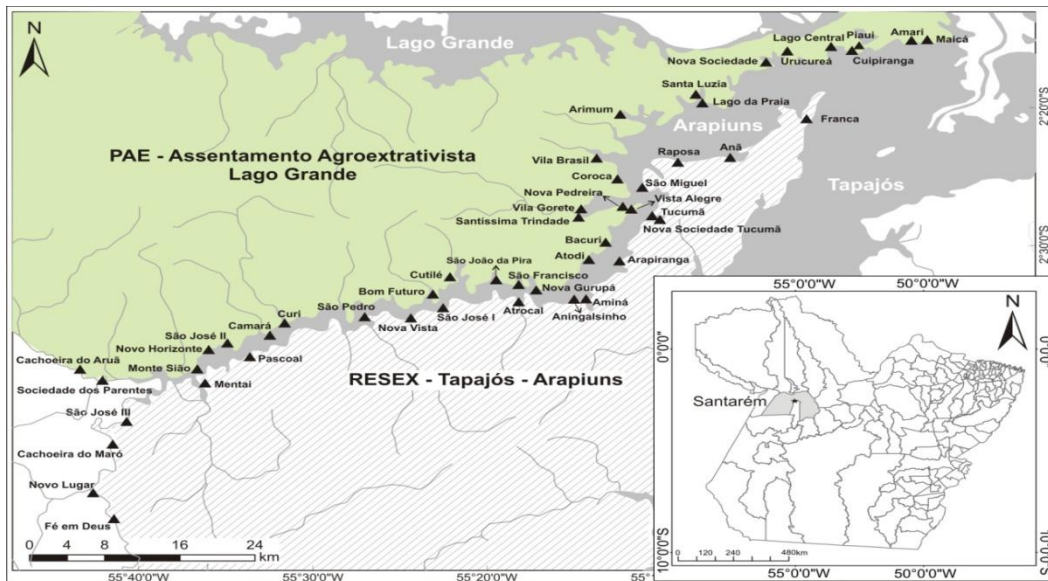 N
Lago Grande
Lago Central
Piaui
Amari
Maicá
Nova Sociedade
Urucureá
Cuipiranga
Santa Luzia
Lago da Praia
Arimum
Arapiuns
Franca
2°20'0"S
PAE - Assentamento Agroextrativista
Lago Grande
Vila Brasil
Raposa
Anã
Tapajós
Coroca
São Miguel
Nova Pedreira
Vista Alegre
Vila Gorete
Tucumã
Santíssima Trindade
Nova Sociedade Tucumã
Bacuri
2°30'0"S
Atodi
Arapiranga
São João da Pira
Cutilé
São Francisco
Bom Futuro
Nova Gurupá
São Pedro
São José I
Atrocal
Aminá
Aningalsinho
Curi
Nova Vista
Camará
São José II
Novo Horizonte
Pascoal
Cachoeira do Aruã
Monte Sião
Mentai
RESEX - Tapajós - Arapiuns
Sociedade dos Parentes
São José III
Cachoeira do Maró
Novo Lugar
Fé em Deus
0 4 8 16 24
km
55°40'0"W
55°30'0"W
55°20'0"W
55°0'0"W
50°0'0"W
N
0°0'0"
Santarém
10°0'0"S
0 120 240 480km
55°0'0"W
50°0'0"W